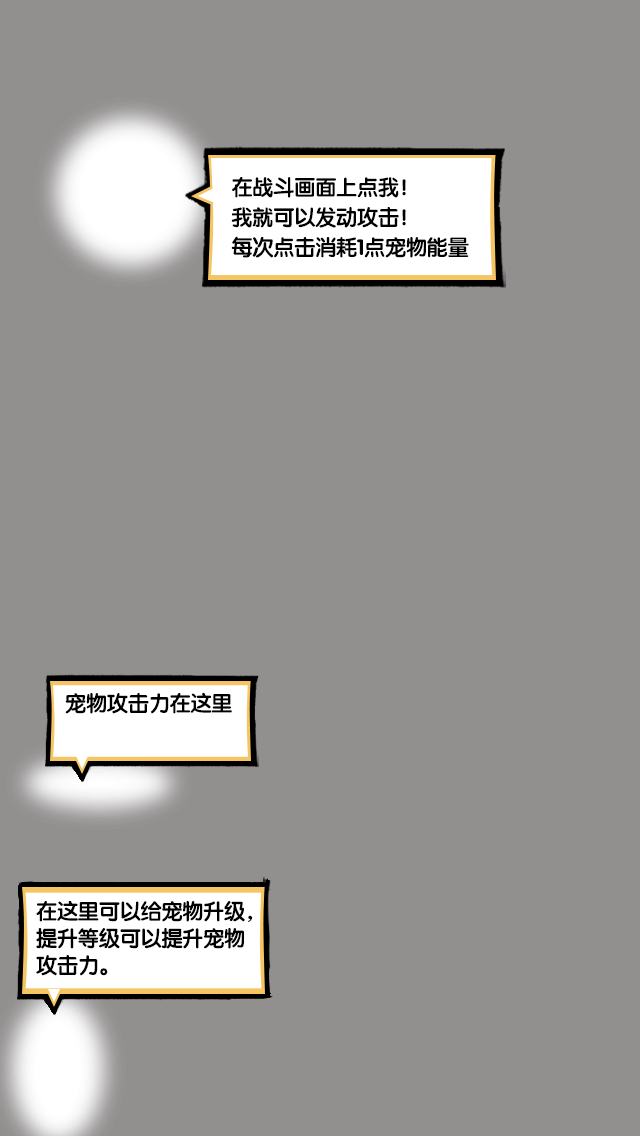 在战斗画面上点我！
我就可以发动攻击！
每次点击消耗1点宠物能量
宠物攻击力在这里
在这里可以给宠物升级，
提升等级可以提升宠物
攻击力。